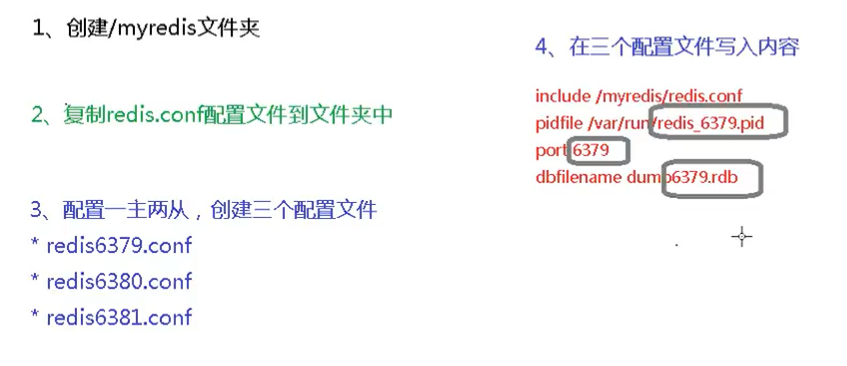 1、创建/myredis文件夹
2、复制redis.conf配置文件到文件夹中
3、配置一主两从，创建三个配置文件
* redis6379.conf
* redis6380.conf
* redis6381.conf
4、在三个配置文件写入内容
include /myredis/redis.conf
pidfile /var/run/redis_6379.pid
port 6379
dbfilename dump6379.rdb